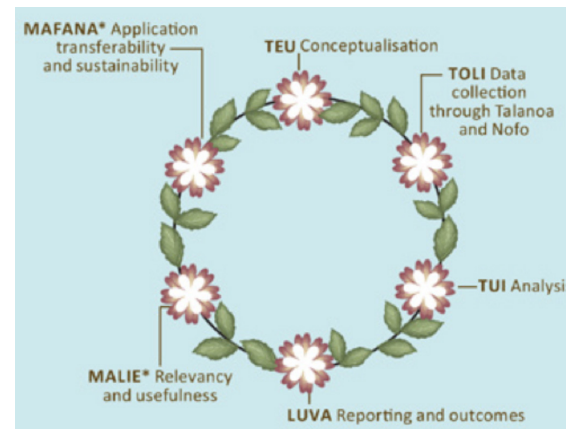 MAFANA* Application
transferability
and sustainability
TEU Conceptualisation
TOLI Data
collection
through Talanoa
and Nofo
TUI Analysi
LUVA Reporting and outcomes
MALIE* Relevancy
and usefulness